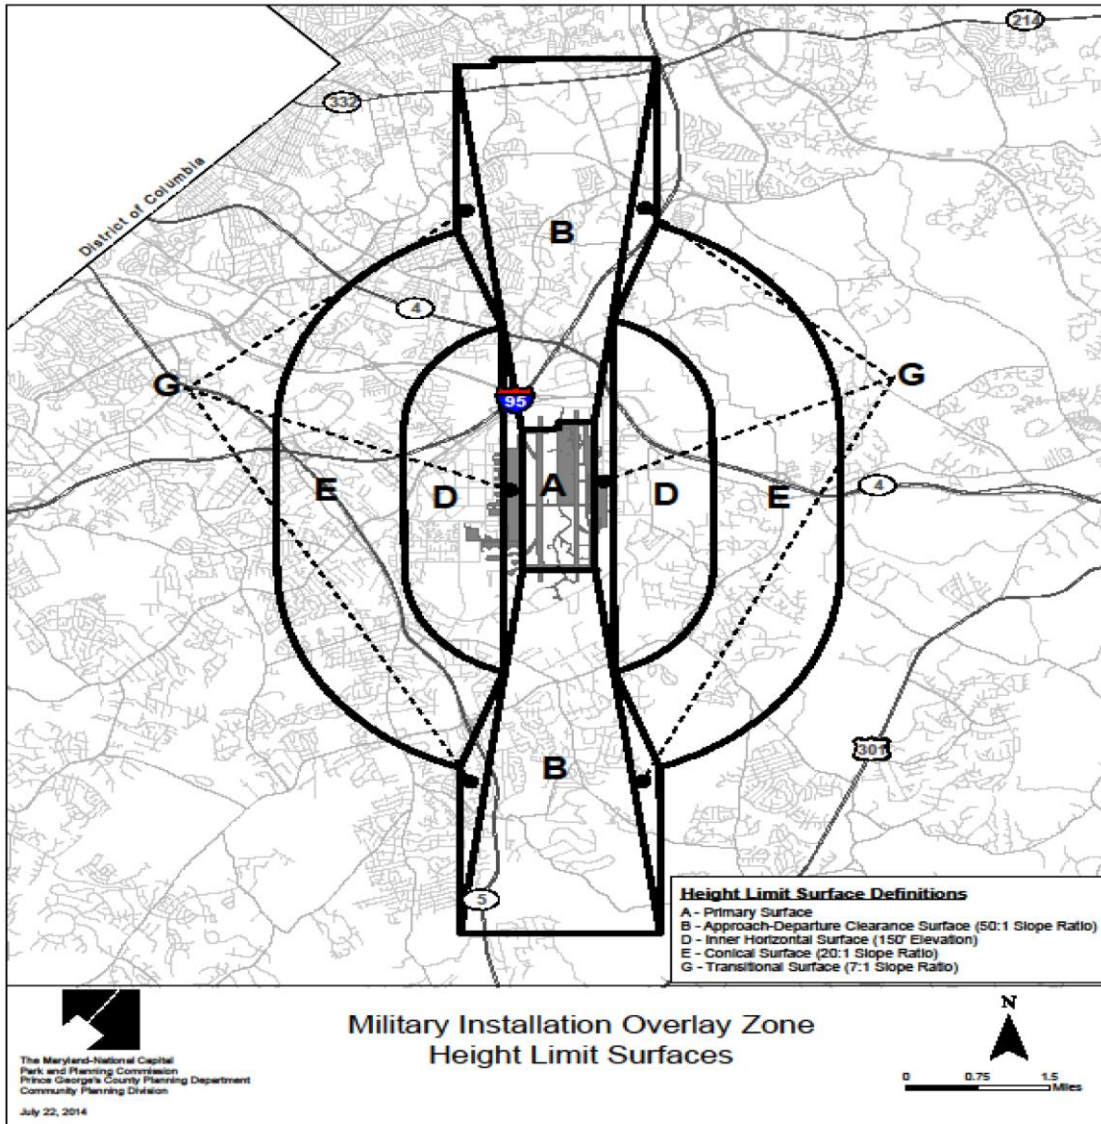 214
332
District of Columbia
B
4
G
G
95
E
D
A
D
E
4
B
301
5
Height Limit Surface Definitions
A - Primary Surface
B - Approach-Departure Clearance Surface (50:1 Slope Ratio)
D - Inner Horizontal Surface (150' Elevation)
E - Conical Surface (20:1 Slope Ratio)
G - Transitional Surface (7:1 Slope Ratio)
The Maryland-National Capital
Park and Planning Commission
Prince George's County Planning Department
Community Planning Division
July 22, 2014
Military Installation Overlay Zone
Height Limit Surfaces
N
0 0.75 1.5
Miles